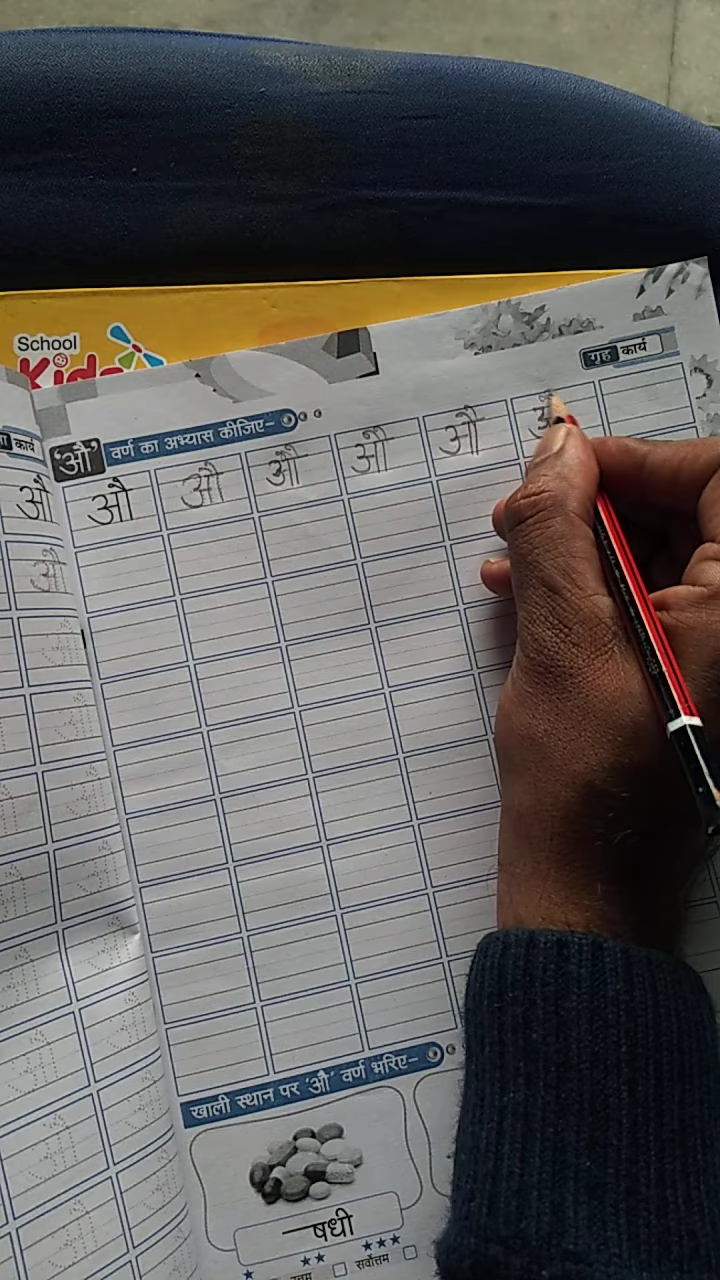 School
Kids
गृह कार्य
कार्य
'औ' वर्ण का अभ्यास कीजिए-
औ औ औ औ औ औ औ
औ
खाली स्थान पर 'औ' वर्ण भरिए-
—षधी
सर्वोत्तम